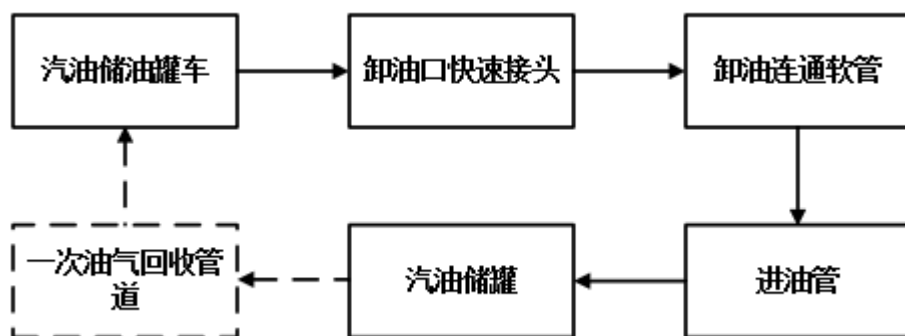 汽油储油罐车
卸油口快速接头
卸油连通软管
一次油气回收管
道
汽油储罐
进油管